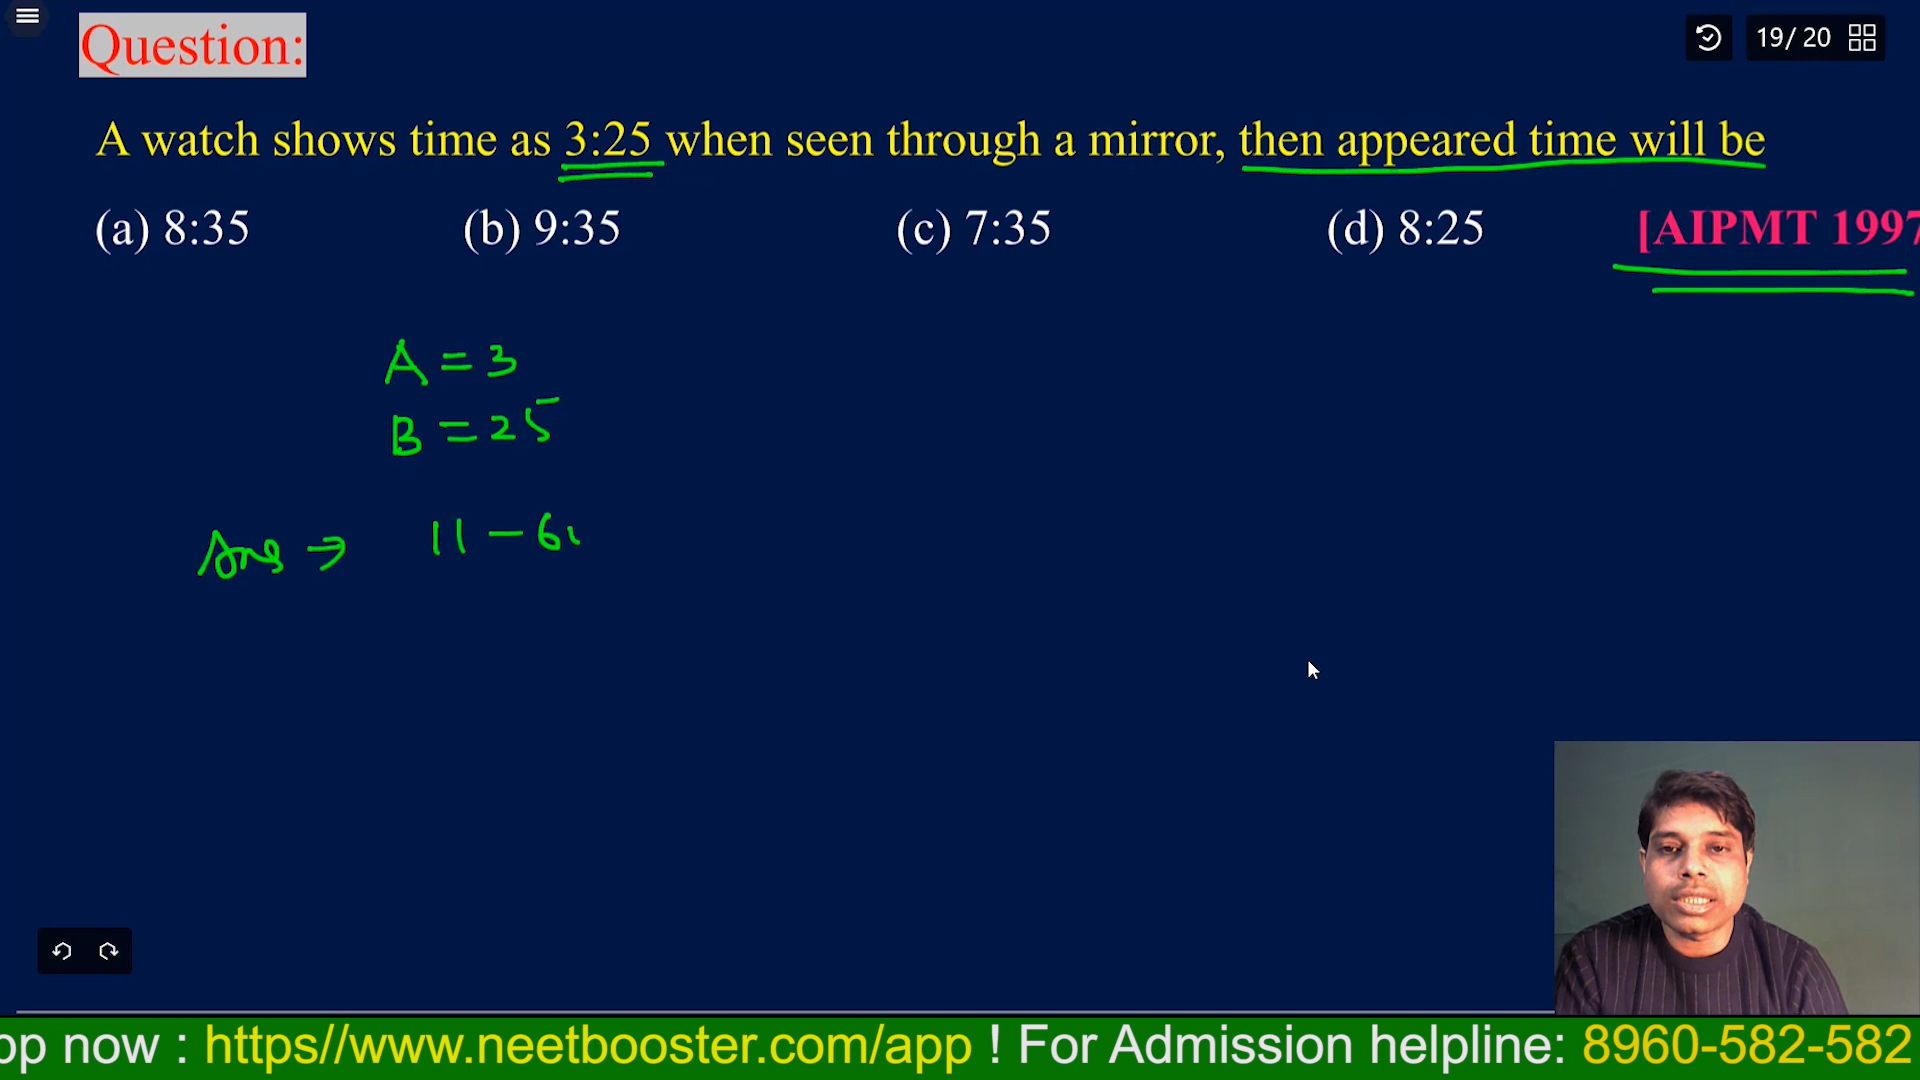 Question:
19/ 20
A watch shows time as 3:25 when seen through a mirror, then appeared time will be
(a) 8:35 (b) 9:35 (c) 7:35 (d) 8:25 [AIPMT 1997
A = 3
B = 25
Ans ⇒ 11 - 6
pp now : https//www.neetbooster.com/app ! For Admission helpline: 8960-582-582